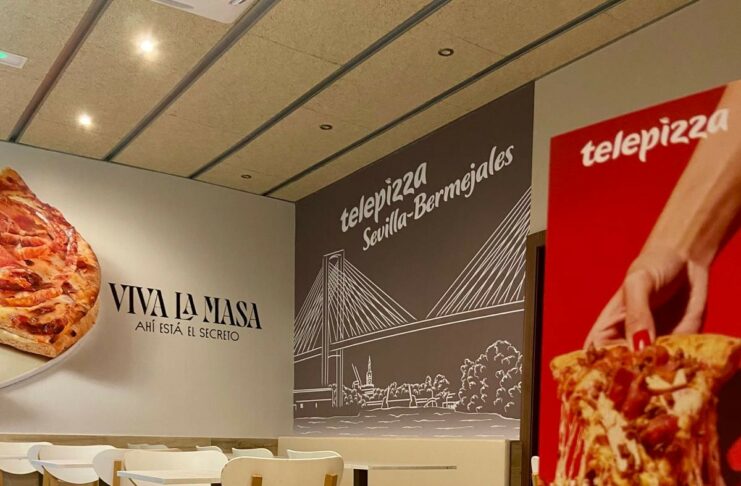 VIVA LA MASA
AHÍ ESTÁ EL SECRETO
telepizza
Sevilla-Bermejales
telepizza